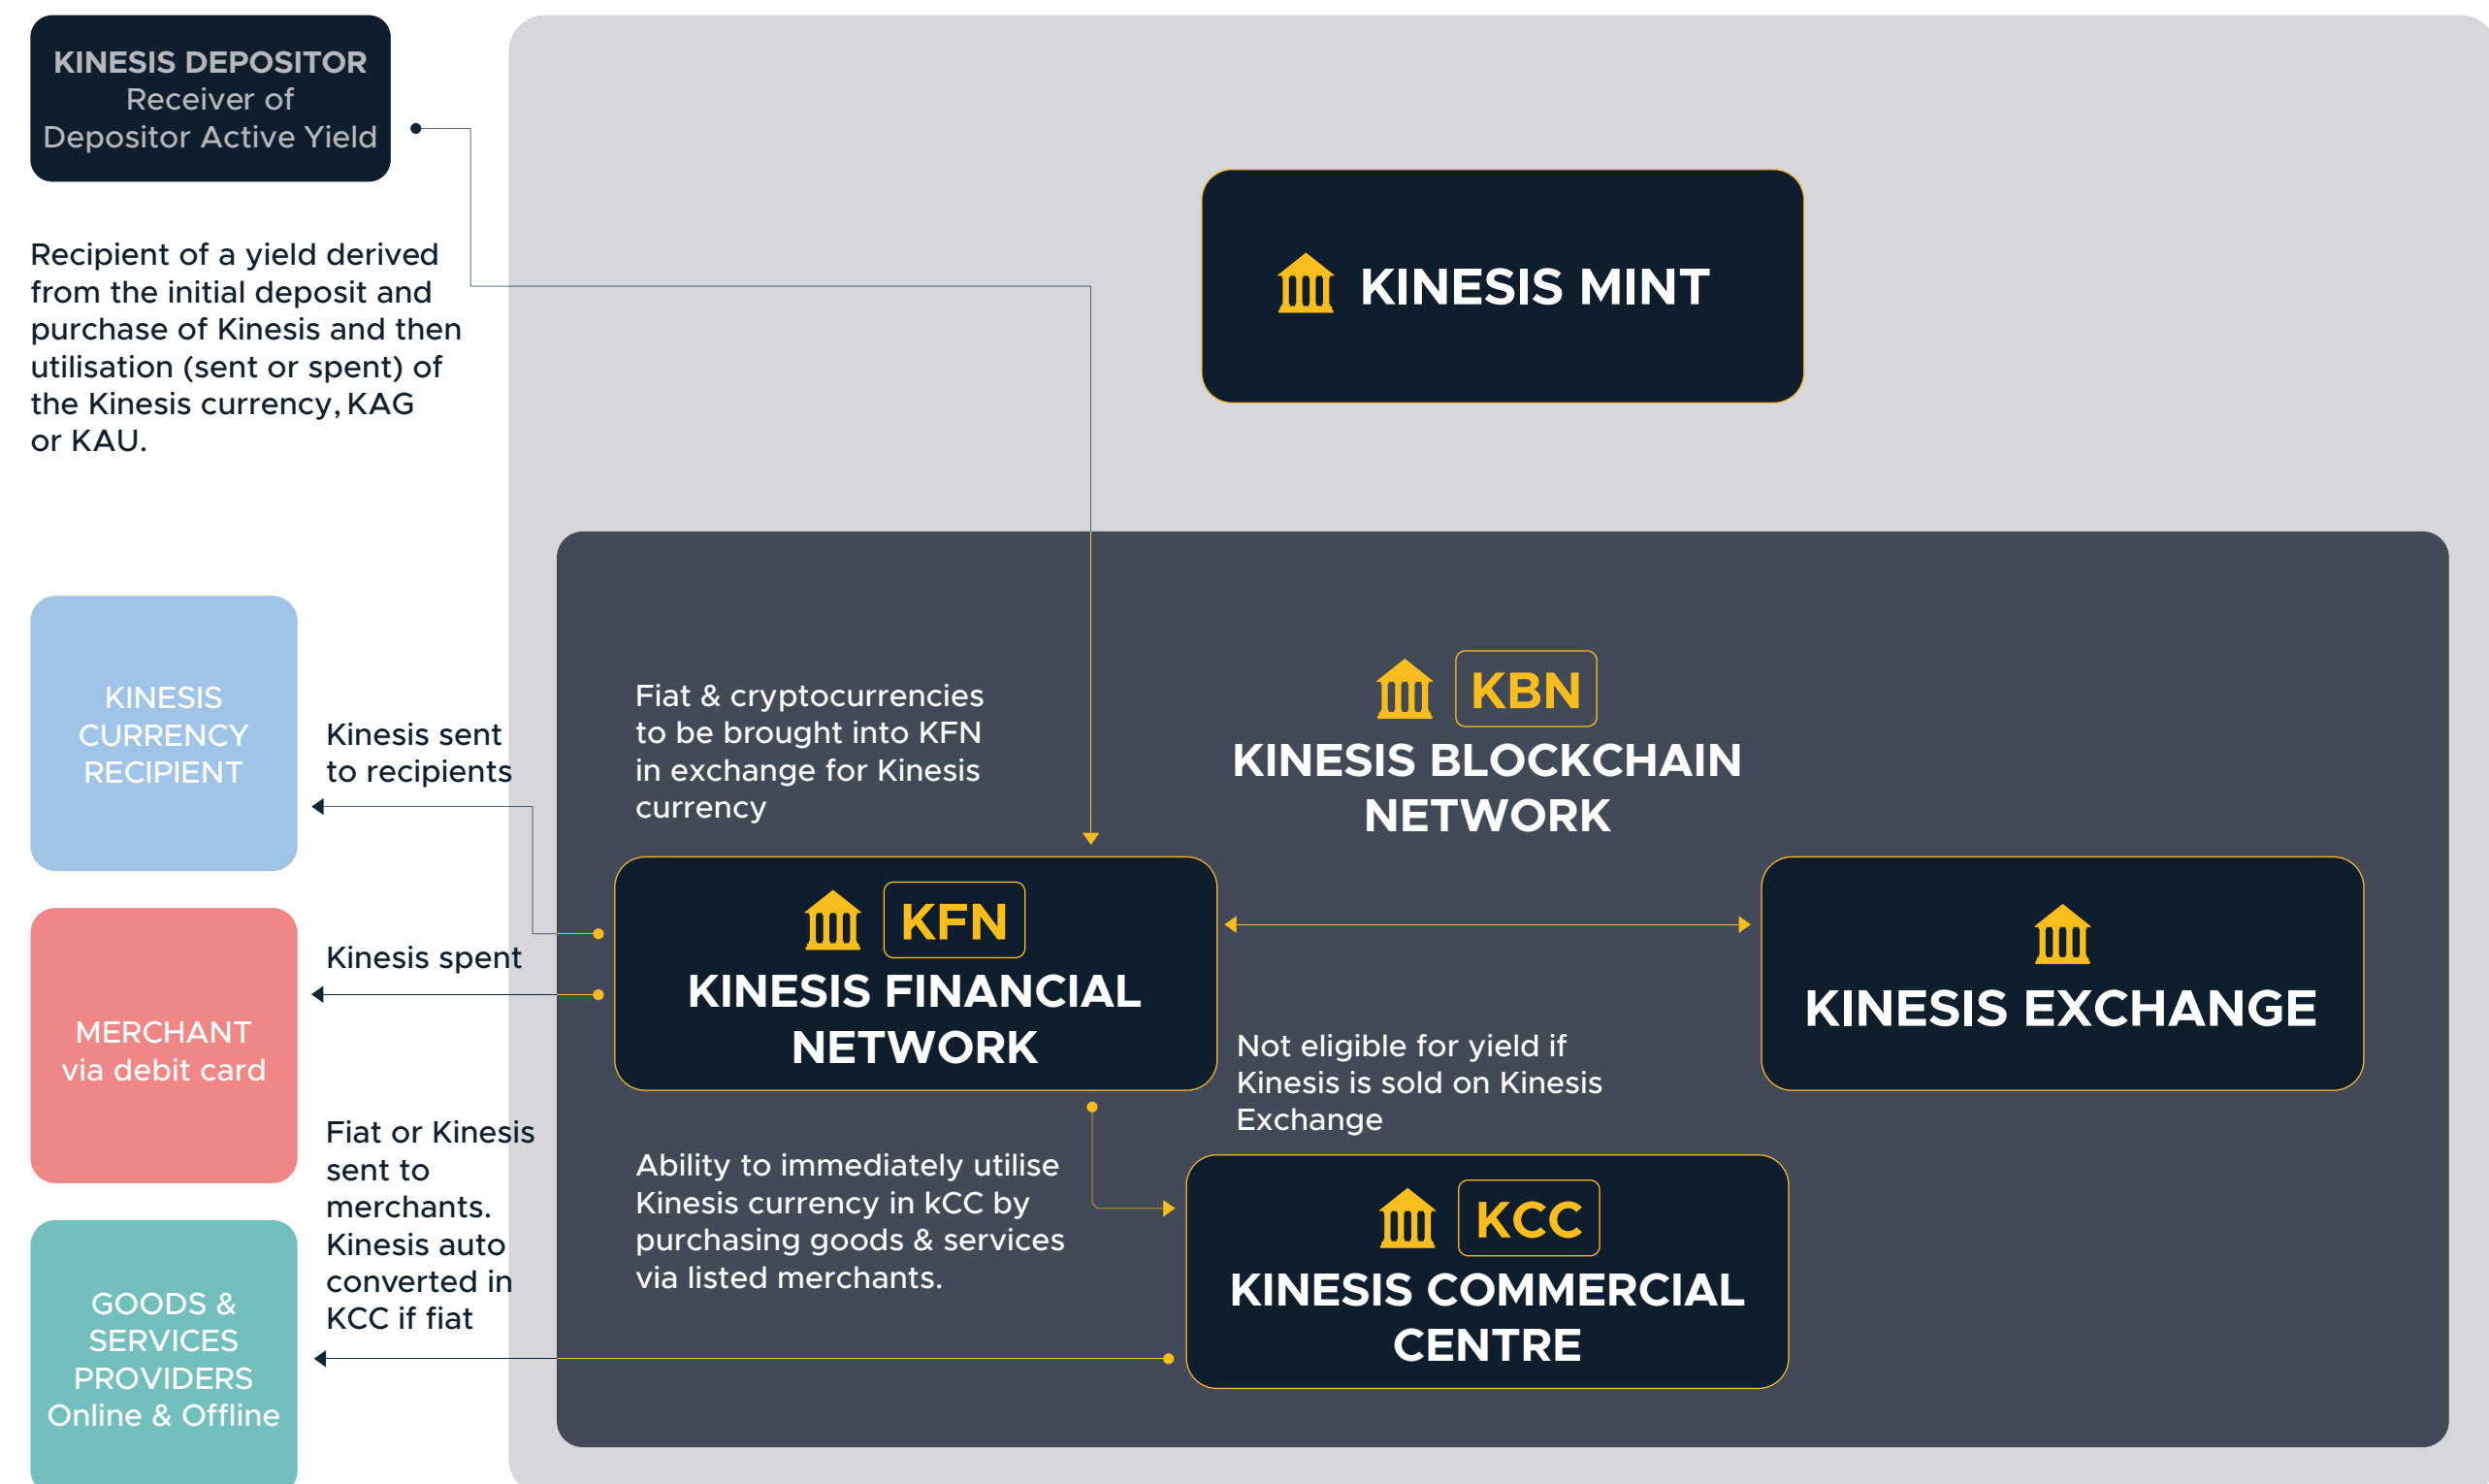 KINESIS DEPOSITOR
Receiver of
Depositor Active Yield
Recipient of a yield derived
from the initial deposit and
purchase of Kinesis and then
utilisation (sent or spent) of
the Kinesis currency, KAG
or KAU.
KINESIS MINT
KBN
KINESIS BLOCKCHAIN
NETWORK
Fiat & cryptocurrencies
to be brought into KFN
in exchange for Kinesis
currency
KINESIS
CURRENCY
RECIPIENT
Kinesis sent
to recipients
KFN
KINESIS FINANCIAL
NETWORK
KINESIS EXCHANGE
Kinesis spent
MERCHANT
via debit card
Not eligible for yield if
Kinesis is sold on Kinesis
Exchange
Fiat or Kinesis
sent to
merchants.
Kinesis auto
converted in
KCC if fiat
Ability to immediately utilise
Kinesis currency in kCC by
purchasing goods & services
via listed merchants.
KCC
KINESIS COMMERCIAL
CENTRE
GOODS &
SERVICES
PROVIDERS
Online & Offline